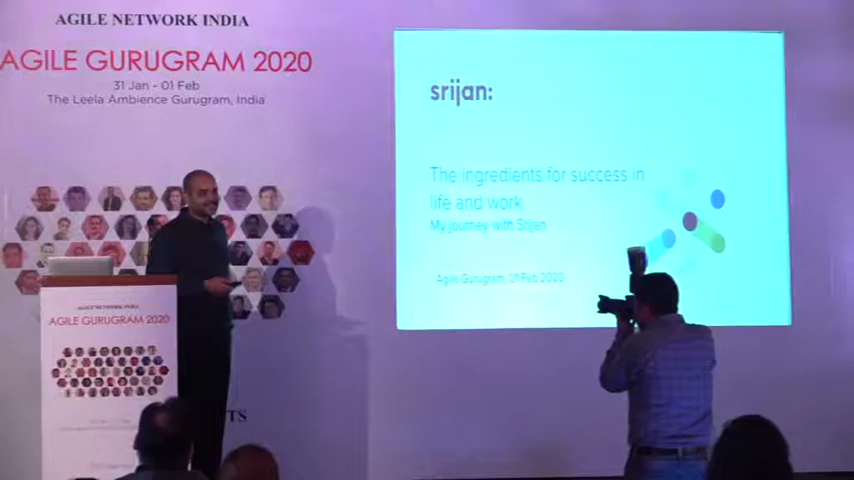 AGILE NETWORK INDIA
AGILE GURUGRAM 2020
31 Jan - 01 Feb
The Leela Ambience Gurugram, India
srijan:
The ingredients for success in
life and work
My journey with Srijan
Agile Gurugram, 01 Feb 2020
AGILE NETWORK INDIA
AGILE GURUGRAM 2020
TS